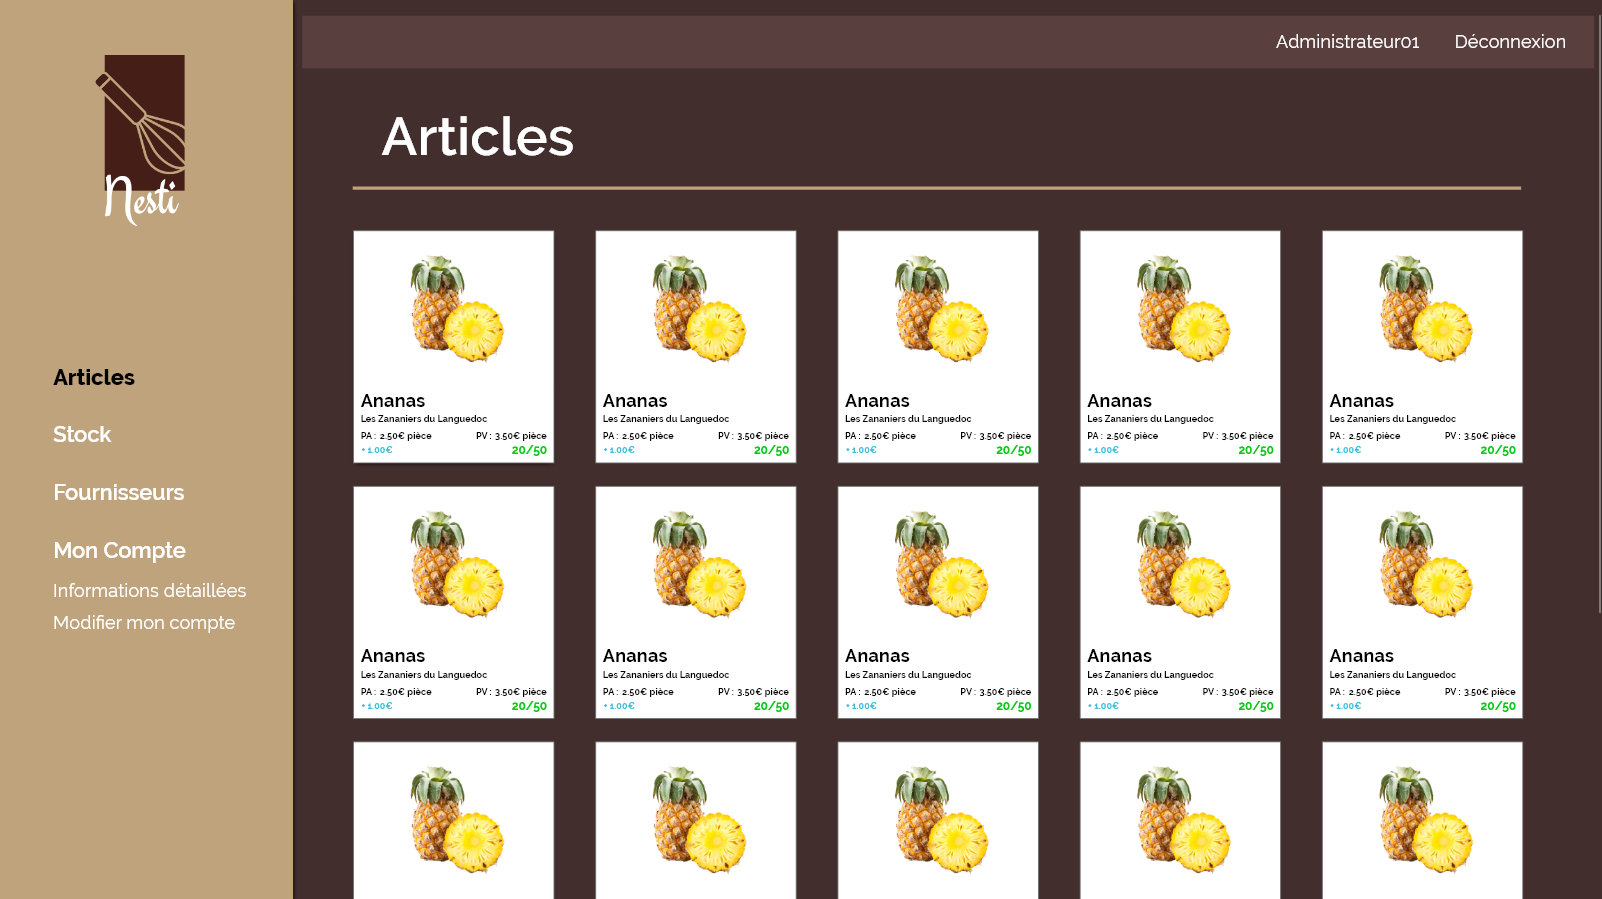 Nesti
Administrateur01 Déconnexion
Articles
Articles
Stock
Fournisseurs
Mon Compte
Informations détaillées
Modifier mon compte
Ananas Ananas Ananas Ananas Ananas
Les Zananiers du Languedoc Les Zananiers du Languedoc Les Zananiers du Languedoc Les Zananiers du Languedoc Les Zananiers du Languedoc
PA : 2.50€ pièce PV : 3.50€ pièce PA : 2.50€ pièce PV : 3.50€ pièce PA : 2.50€ pièce PV : 3.50€ pièce PA : 2.50€ pièce PV : 3.50€ pièce PA : 2.50€ pièce PV : 3.50€ pièce
+ 1.00€ 20/50 + 1.00€ 20/50 + 1.00€ 20/50 + 1.00€ 20/50 + 1.00€ 20/50
Ananas Ananas Ananas Ananas Ananas
Les Zananiers du Languedoc Les Zananiers du Languedoc Les Zananiers du Languedoc Les Zananiers du Languedoc Les Zananiers du Languedoc
PA : 2.50€ pièce PV : 3.50€ pièce PA : 2.50€ pièce PV : 3.50€ pièce PA : 2.50€ pièce PV : 3.50€ pièce PA : 2.50€ pièce PV : 3.50€ pièce PA : 2.50€ pièce PV : 3.50€ pièce
+ 1.00€ 20/50 + 1.00€ 20/50 + 1.00€ 20/50 + 1.00€ 20/50 + 1.00€ 20/50